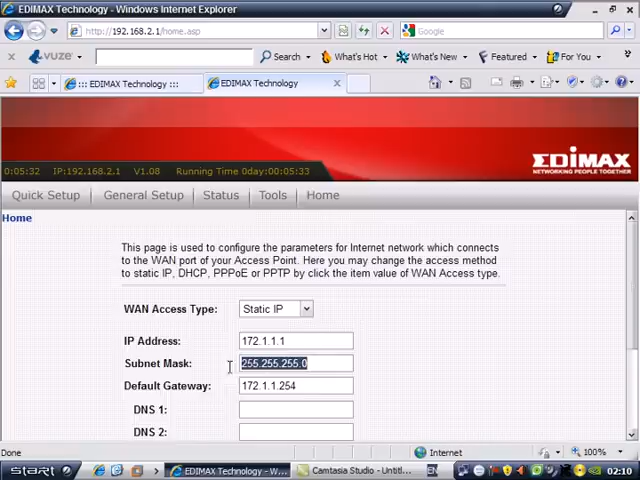 EDIMAX Technology - Windows Internet Explorer
http://192.168.2.1/home.asp
Google
vuze
Search
What's Hot
What's New
Featured
For You
::: EDIMAX Technology :::
EDIMAX Technology
0:05:32 IP:192.168.2.1 V1.08 Running Time 0day:00:05:33
EDIMAX
NETWORKING PEOPLE TOGETHER
Quick Setup General Setup Status Tools Home
Home
This page is used to configure the parameters for Internet network which connects
to the WAN port of your Access Point. Here you may change the access method
to static IP, DHCP, PPPoE or PPTP by click the item value of WAN Access type.
WAN Access Type: Static IP
IP Address: 172.1.1.1
Subnet Mask: 255.255.255.0
Default Gateway: 172.1.1.254
DNS 1:
DNS 2:
Done
Internet
100%
start
EDIMAX Technology - W...
Camtasia Studio - Untitl...
EN
02:10